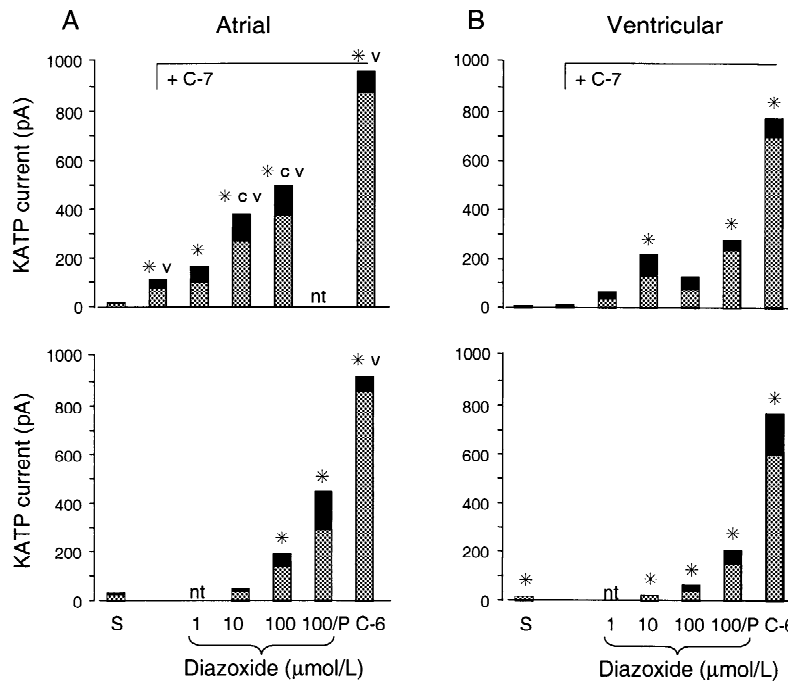 A
Atrial
B
Ventricular
KATP current (pA)
1000
800
600
400
200
0
+ C-7
* v
*
* c v
* c v
nt
* v
KATP current (pA)
1000
800
600
400
200
0
+ C-7
*
*
*
1000
800
600
400
200
0
nt
*
*
* v
S
1
10
100
100/P
C-6
Diazoxide (μmol/L)
1000
800
600
400
200
0
*
nt
*
*
*
*
S
1
10
100
100/P
C-6
Diazoxide (μmol/L)